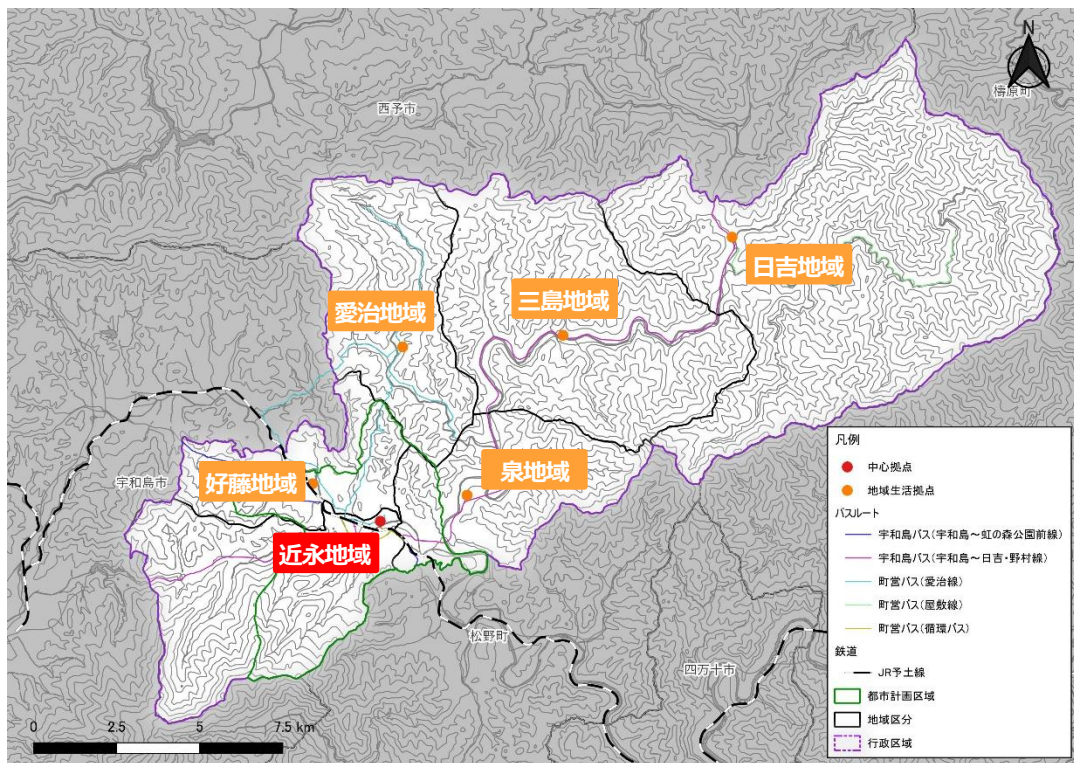 N
西予市
檮原町
日吉地域
三島地域
愛治地域
泉地域
好藤地域
宇和島市
近永地域
松野町
四万十市
凡例
中心拠点
地域生活拠点
バスルート
宇和島バス(宇和島～虹の森公園前線)
宇和島バス(宇和島～日吉・野村線)
町営バス(愛治線)
町営バス(屋敷線)
町営バス(循環バス)
鉄道
JR予土線
都市計画区域
地域区分
行政区域
0 2.5 5 7.5 km